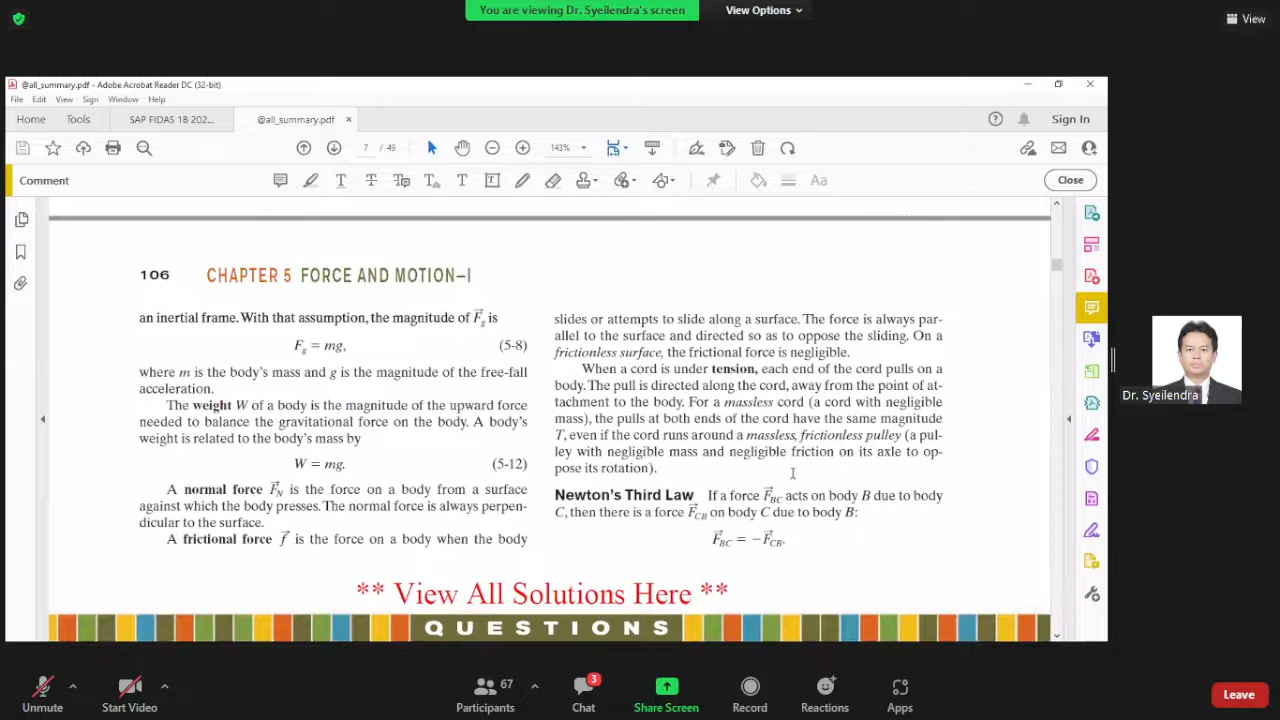 You are viewing Dr. Syeilendra's screen
View Options
View
@all_summary.pdf - Adobe Acrobat Reader DC (32-bit)
File Edit View Sign Window Help
Home Tools SAP FIDAS 1B 202... @all_summary.pdf × Sign In
7 / 49 143%
Comment Aa Close
106 CHAPTER 5 FORCE AND MOTION—I
an inertial frame. With that assumption, the magnitude of F⃗g is
Fg = mg, (5-8)
where m is the body's mass and g is the magnitude of the free-fall
acceleration.
The weight W of a body is the magnitude of the upward force
needed to balance the gravitational force on the body. A body's
weight is related to the body's mass by
W = mg. (5-12)
A normal force F⃗N is the force on a body from a surface
against which the body presses. The normal force is always perpen-
dicular to the surface.
A frictional force f⃗ is the force on a body when the body
slides or attempts to slide along a surface. The force is always par-
allel to the surface and directed so as to oppose the sliding. On a
frictionless surface, the frictional force is negligible.
When a cord is under tension, each end of the cord pulls on a
body. The pull is directed along the cord, away from the point of at-
tachment to the body. For a massless cord (a cord with negligible
mass), the pulls at both ends of the cord have the same magnitude
T, even if the cord runs around a massless, frictionless pulley (a pul-
ley with negligible mass and negligible friction on its axle to op-
pose its rotation).
Newton's Third Law If a force F⃗BC acts on body B due to body
C, then there is a force F⃗CB on body C due to body B:
F⃗BC = −F⃗CB.
** View All Solutions Here **
QUESTIONS
Dr. Syeilendra
Unmute Start Video 67 Participants 3 Chat Share Screen Record Reactions Apps Leave